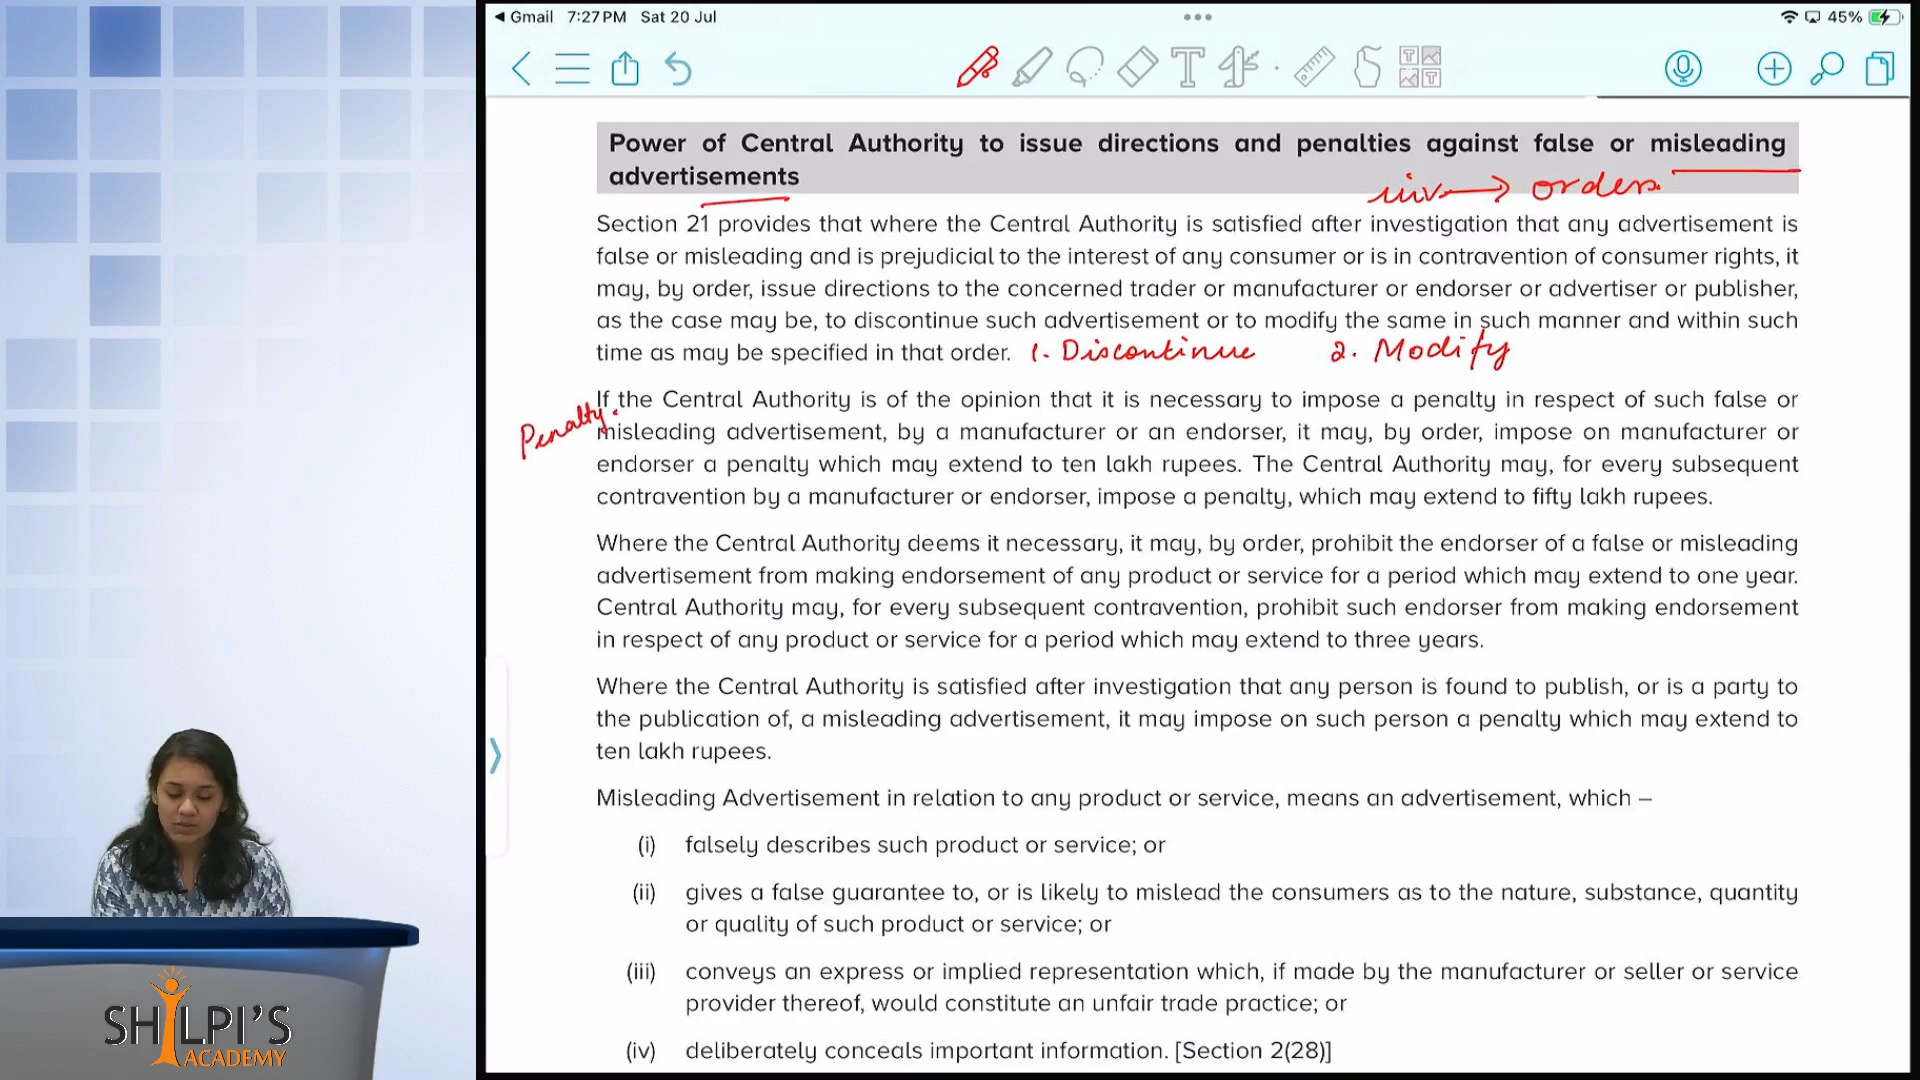 Gmail 7:27 PM Sat 20 Jul
45%
Power of Central Authority to issue directions and penalties against false or misleading
advertisements
inv → orders.
Section 21 provides that where the Central Authority is satisfied after investigation that any advertisement is
false or misleading and is prejudicial to the interest of any consumer or is in contravention of consumer rights, it
may, by order, issue directions to the concerned trader or manufacturer or endorser or advertiser or publisher,
as the case may be, to discontinue such advertisement or to modify the same in such manner and within such
time as may be specified in that order. 1. Discontinue 2. Modify
Penalty.
If the Central Authority is of the opinion that it is necessary to impose a penalty in respect of such false or
misleading advertisement, by a manufacturer or an endorser, it may, by order, impose on manufacturer or
endorser a penalty which may extend to ten lakh rupees. The Central Authority may, for every subsequent
contravention by a manufacturer or endorser, impose a penalty, which may extend to fifty lakh rupees.
Where the Central Authority deems it necessary, it may, by order, prohibit the endorser of a false or misleading
advertisement from making endorsement of any product or service for a period which may extend to one year.
Central Authority may, for every subsequent contravention, prohibit such endorser from making endorsement
in respect of any product or service for a period which may extend to three years.
Where the Central Authority is satisfied after investigation that any person is found to publish, or is a party to
the publication of, a misleading advertisement, it may impose on such person a penalty which may extend to
ten lakh rupees.
Misleading Advertisement in relation to any product or service, means an advertisement, which –
(i) falsely describes such product or service; or
(ii) gives a false guarantee to, or is likely to mislead the consumers as to the nature, substance, quantity
or quality of such product or service; or
(iii) conveys an express or implied representation which, if made by the manufacturer or seller or service
provider thereof, would constitute an unfair trade practice; or
(iv) deliberately conceals important information. [Section 2(28)]
SHILPI'S
ACADEMY